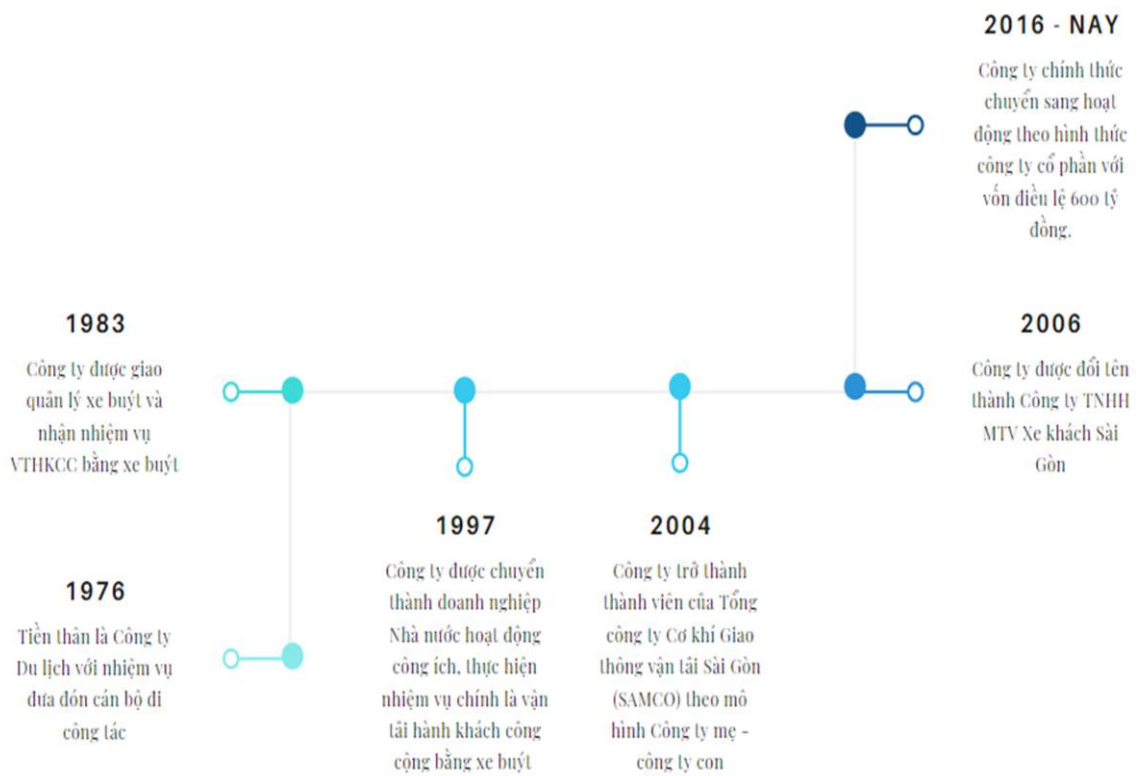 2016 - NAY
Công ty chính thức
chuyển sang hoạt
động theo hình thức
công ty cổ phần với
vốn điều lệ 600 tỷ
đồng.
1983
Công ty được giao
quản lý xe buýt và
nhận nhiệm vụ
VTHKCC bằng xe buýt
2006
Công ty được đổi tên
thành Công ty TNHH
MTV Xe khách Sài
Gòn
1976
Tiền thân là Công ty
Du lịch với nhiệm vụ
đưa đón cán bộ đi
công tác
1997
Công ty được chuyển
thành doanh nghiệp
Nhà nước hoạt động
công ích, thực hiện
nhiệm vụ chính là vận
tải hành khách công
cộng bằng xe buýt
2004
Công ty trở thành
thành viên của Tổng
công ty Cơ khí Giao
thông vận tải Sài Gòn
(SAMCO) theo mô
hình Công ty mẹ -
công ty con